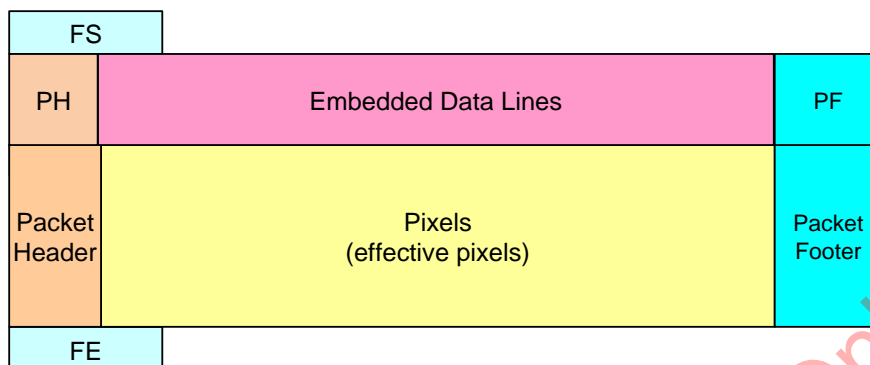 FS
PH
Embedded Data Lines
PF
Packet
Header
Pixels
(effective pixels)
Packet
Footer
FE